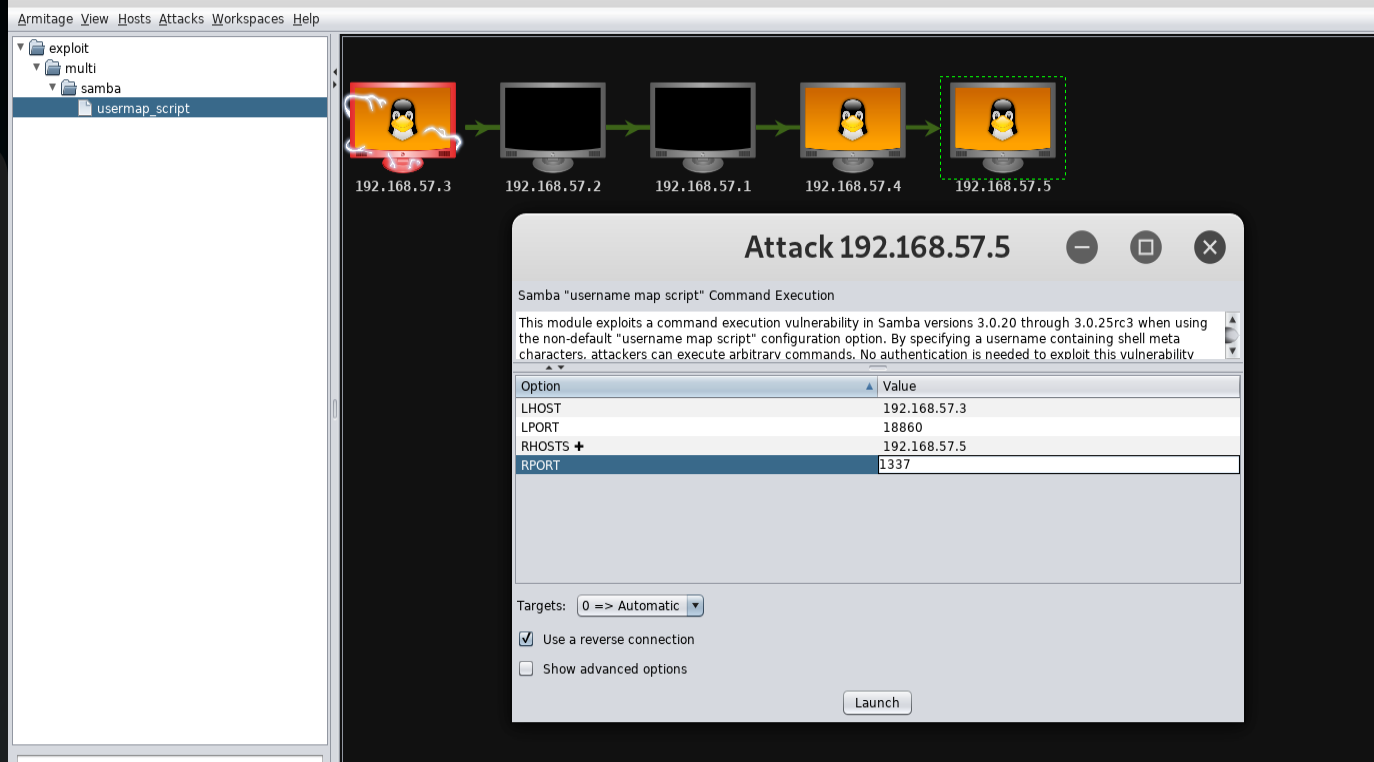 Armitage View Hosts Attacks Workspaces Help
exploit
multi
samba
usermap_script
192.168.57.3 192.168.57.2 192.168.57.1 192.168.57.4 192.168.57.5
Attack 192.168.57.5
Samba "username map script" Command Execution
This module exploits a command execution vulnerability in Samba versions 3.0.20 through 3.0.25rc3 when using
the non-default "username map script" configuration option. By specifying a username containing shell meta
characters, attackers can execute arbitrary commands. No authentication is needed to exploit this vulnerability
Option Value
LHOST 192.168.57.3
LPORT 18860
RHOSTS ✚ 192.168.57.5
RPORT 1337
Targets: 0 => Automatic
Use a reverse connection
Show advanced options
Launch